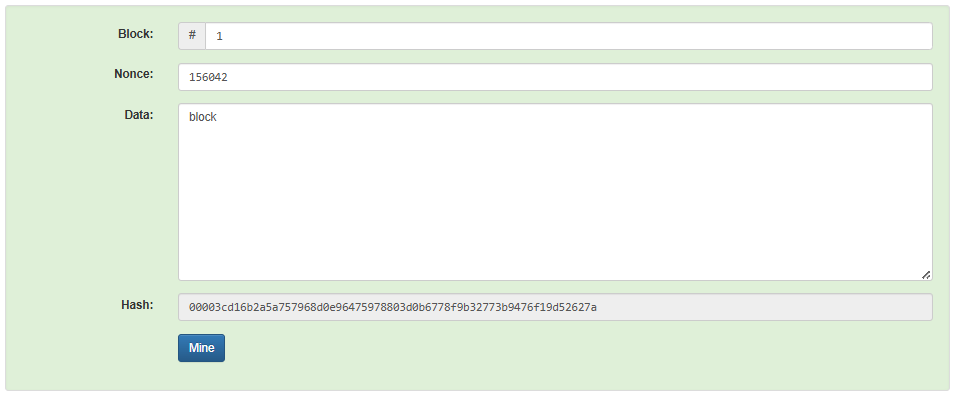 Block: # 1
Nonce: 156042
Data: block
Hash: 00003cd16b2a5a757968d0e96475978803d0b6778f9b32773b9476f19d52627a
Mine